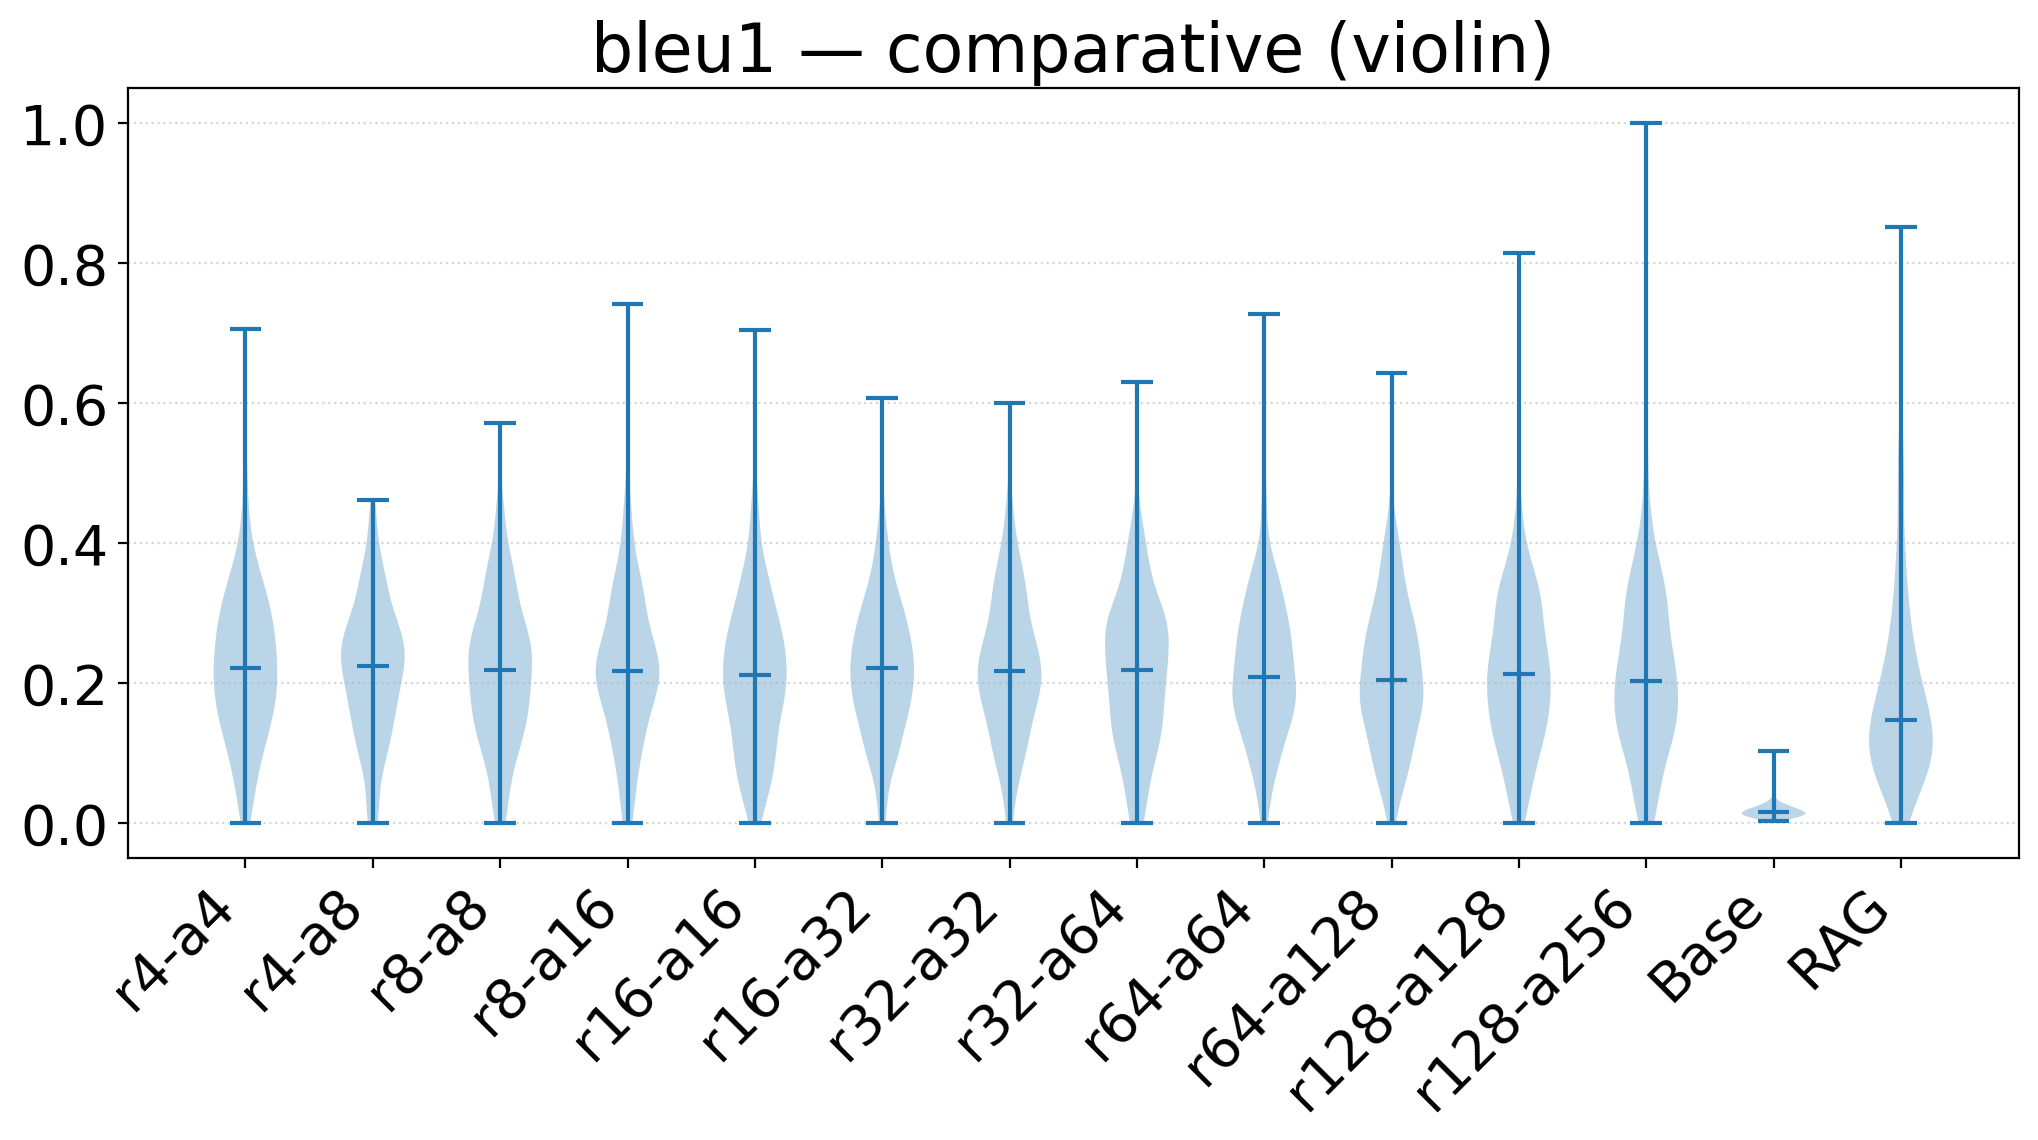 bleu1 — comparative (violin)
1.0
0.8
0.6
0.4
0.2
0.0
r4-a4
r4-a8
r8-a8
r8-a16
r16-a16
r16-a32
r32-a32
r32-a64
r64-a64
r64-a128
r128-a128
r128-a256
Base
RAG